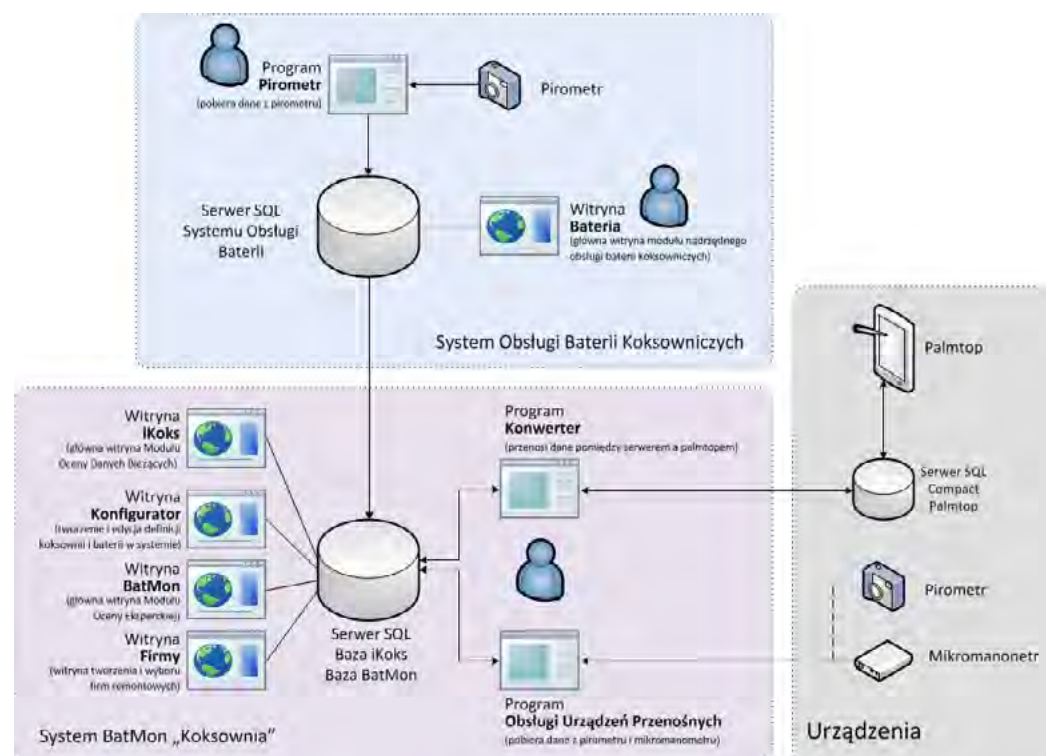 Program
Pirometr
(pobiera dane z pirometru)
Pirometr
Serwer SQL
Systemu Obsługi
Baterii
Witryna
Bateria
(główna witryna modułu nadrzędnego
obsługi baterii koksowniczych)
System Obsługi Baterii Koksowniczych
Witryna
iKoks
(główna witryna Modułu
Oceny Danych Bieżących)
Witryna
Konfigurator
(tworzenie i edycja definicji
koksowni i baterii w systemie)
Witryna
BatMon
(główna witryna Modułu
Oceny Eksperckiej)
Witryna
Firmy
(witryna tworzenia i wyboru
firm remontowych)
Serwer SQL
Baza iKoks
Baza BatMon
Program
Konwerter
(przenosi dane pomiędzy serwerem a palmtopem)
Program
Obsługi Urządzeń Przenośnych
(pobiera dane z pirometru i mikromanometru)
System BatMon „Koksownia”
Palmtop
Serwer SQL
Compact
Palmtop
Pirometr
Mikromanonetr
Urządzenia